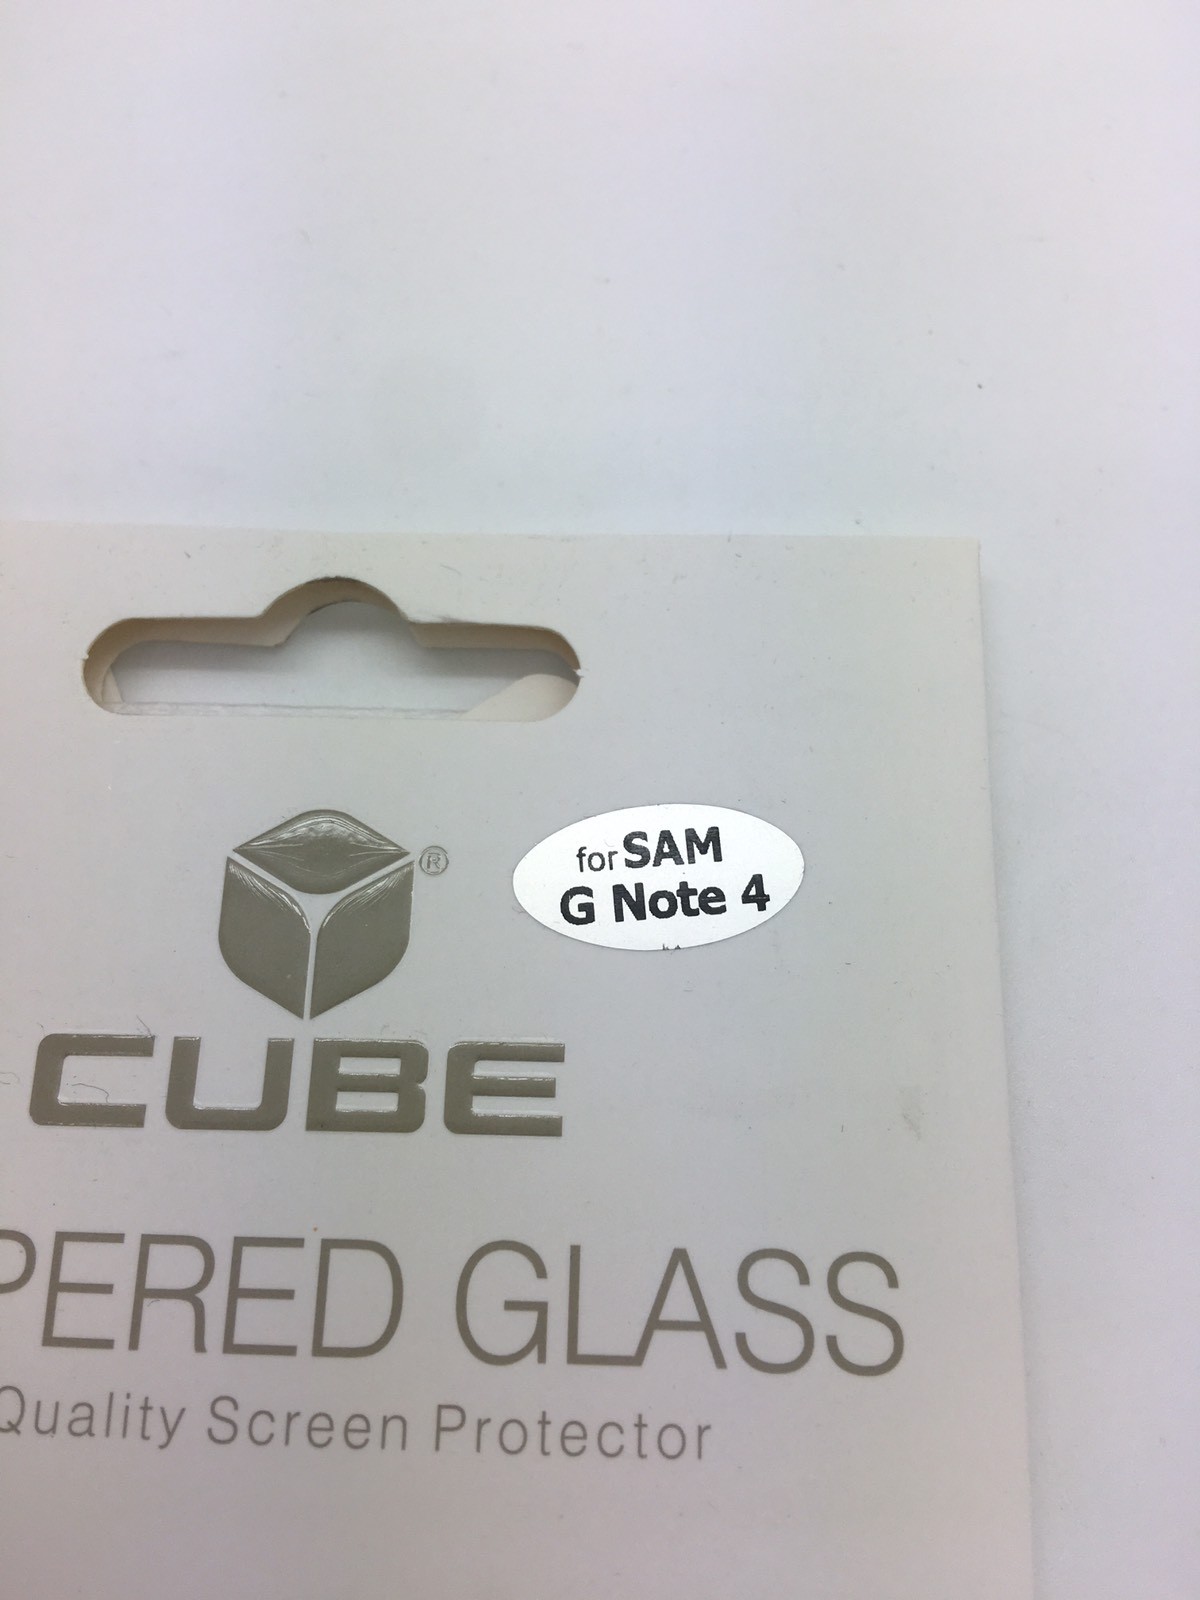 for SAM
G Note 4
®
CUBE
PERED GLASS
Quality Screen Protector